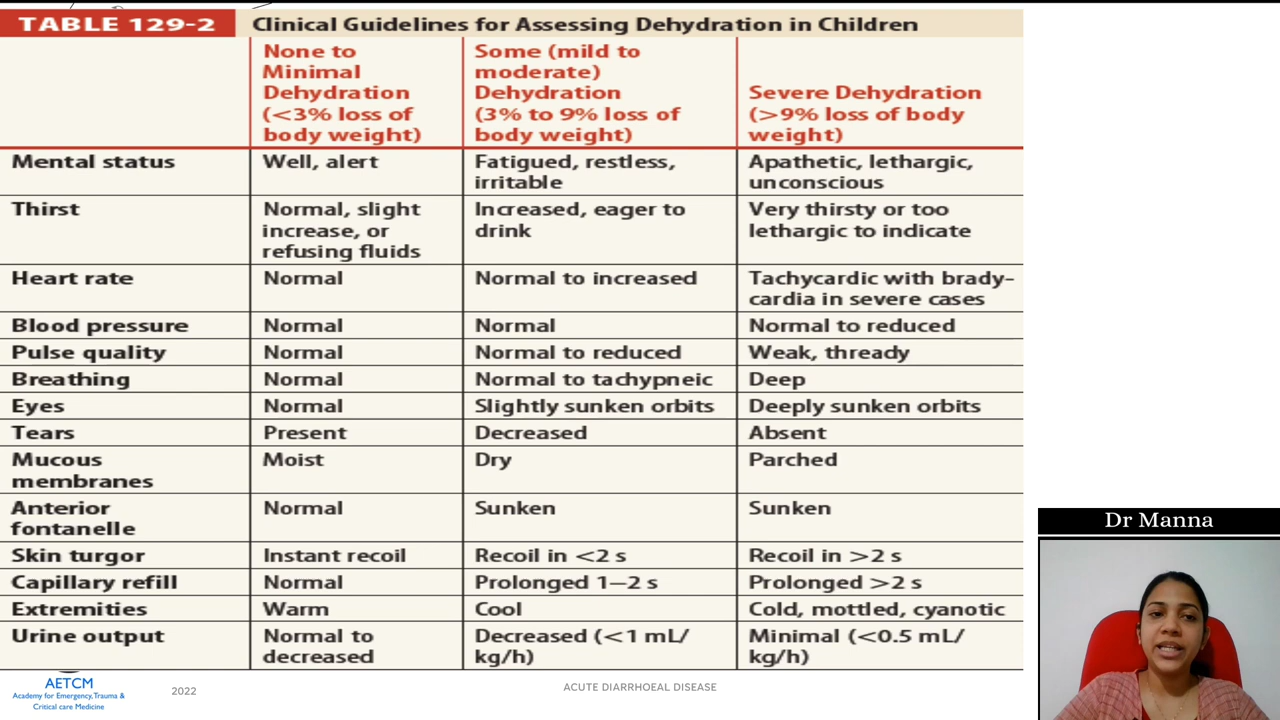 TABLE 129-2 Clinical Guidelines for Assessing Dehydration in Children
None to Minimal Dehydration (<3% loss of body weight) Some (mild to moderate) Dehydration (3% to 9% loss of body weight) Severe Dehydration (>9% loss of body weight)
Mental status Well, alert Fatigued, restless, irritable Apathetic, lethargic, unconscious
Thirst Normal, slight increase, or refusing fluids Increased, eager to drink Very thirsty or too lethargic to indicate
Heart rate Normal Normal to increased Tachycardic with brady-cardia in severe cases
Blood pressure Normal Normal Normal to reduced
Pulse quality Normal Normal to reduced Weak, thready
Breathing Normal Normal to tachypneic Deep
Eyes Normal Slightly sunken orbits Deeply sunken orbits
Tears Present Decreased Absent
Mucous membranes Moist Dry Parched
Anterior fontanelle Normal Sunken Sunken
Skin turgor Instant recoil Recoil in <2 s Recoil in >2 s
Capillary refill Normal Prolonged 1–2 s Prolonged >2 s
Extremities Warm Cool Cold, mottled, cyanotic
Urine output Normal to decreased Decreased (<1 mL/kg/h) Minimal (<0.5 mL/kg/h)
Dr Manna
AETCM
Academy for Emergency,Trauma &
Critical care Medicine
2022
ACUTE DIARRHOEAL DISEASE